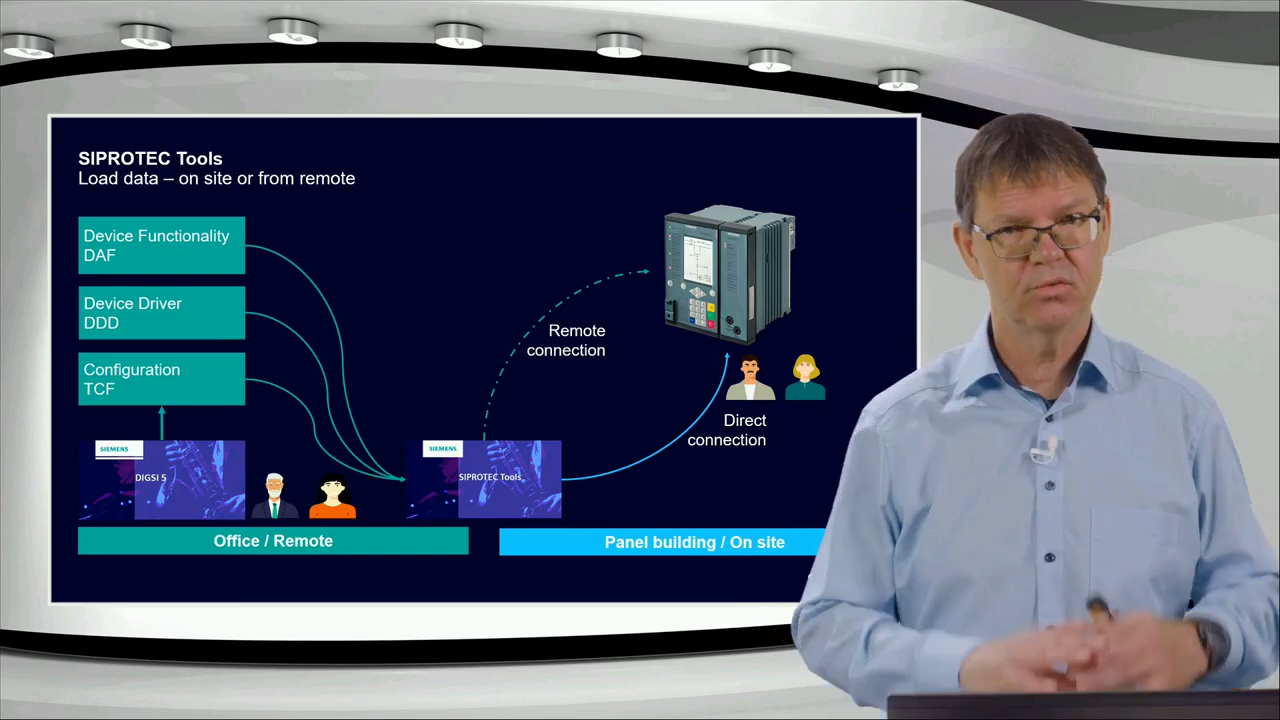 SIPROTEC Tools
Load data – on site or from remote
Device Functionality
DAF
Device Driver
DDD
Configuration
TCF
Remote
connection
Direct
connection
SIEMENS
DIGSI 5
SIEMENS
SIPROTEC Tools
Office / Remote
Panel building / On site